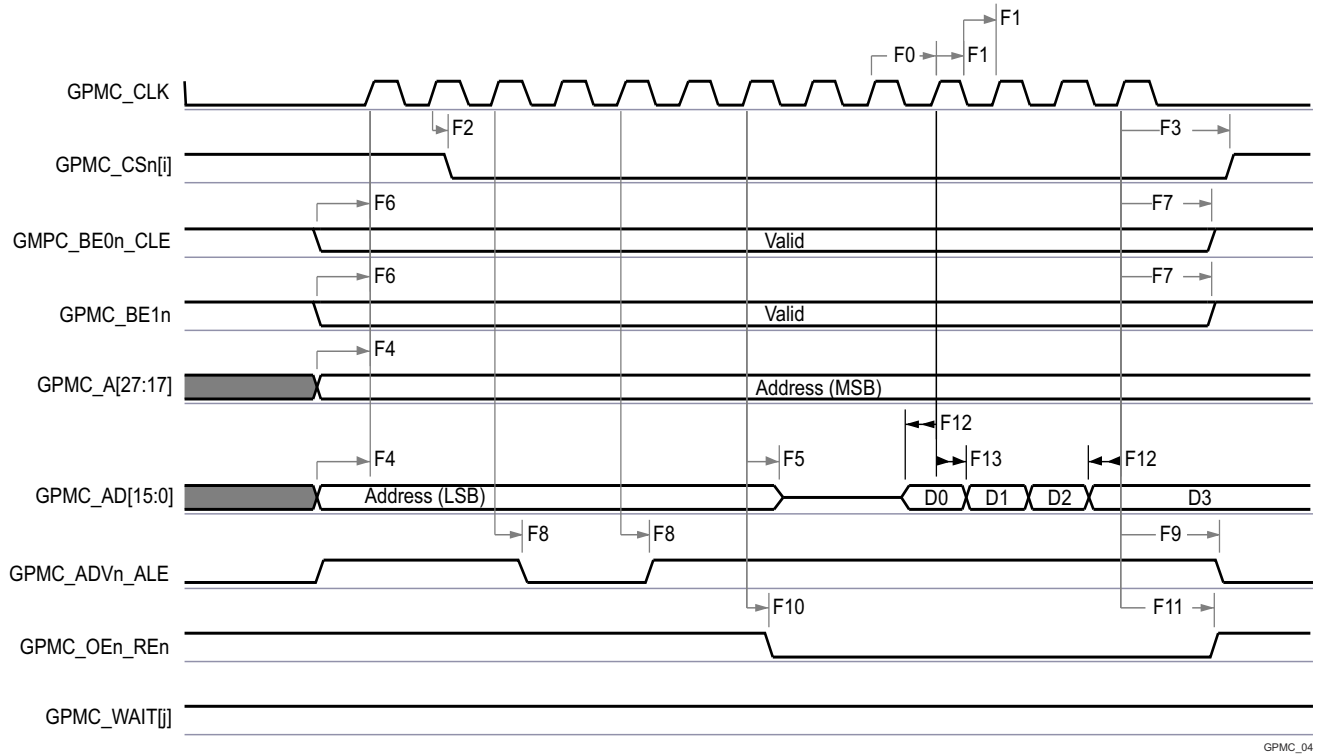 F1
F0
F1
GPMC_CLK
F2
F3
GPMC_CSn[i]
F6
F7
GMPC_BE0n_CLE
Valid
F6
F7
GPMC_BE1n
Valid
F4
GPMC_A[27:17]
Address (MSB)
F12
F4
F5
F13
F12
GPMC_AD[15:0]
Address (LSB)
D0
D1
D2
D3
F8
F8
F9
GPMC_ADVn_ALE
F10
F11
GPMC_OEn_REn
GPMC_WAIT[j]
GPMC_04